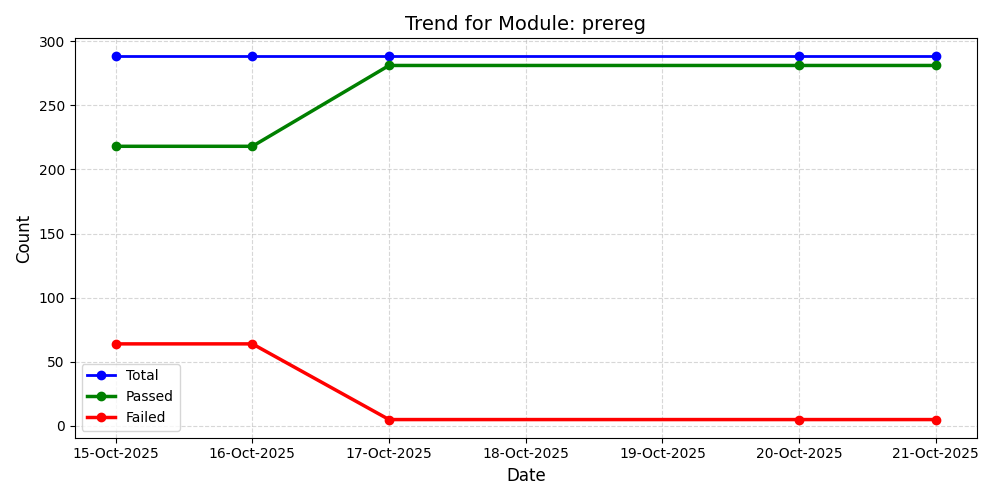 Trend for Module: prereg
300
250
200
150
100
50
0
Count
Total
Passed
Failed
15-Oct-2025
16-Oct-2025
17-Oct-2025
18-Oct-2025
19-Oct-2025
20-Oct-2025
21-Oct-2025
Date